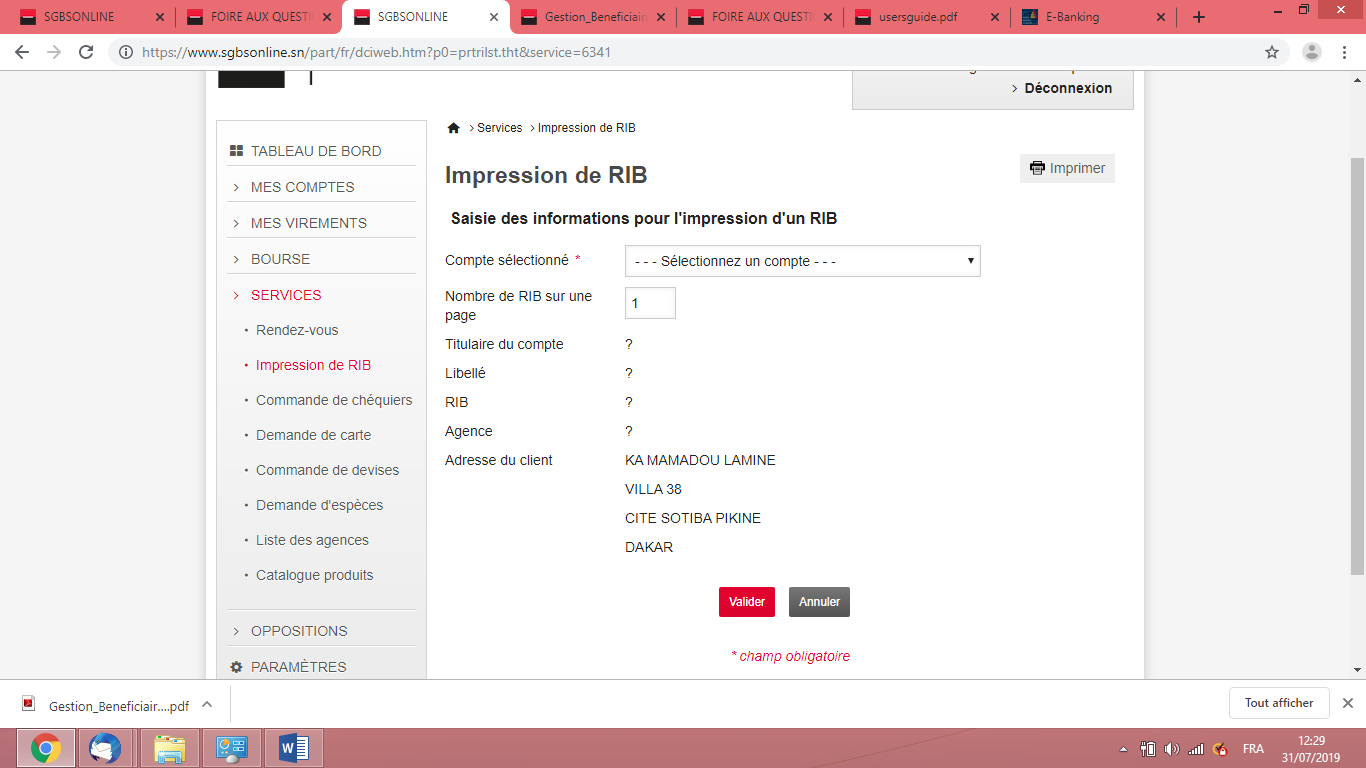 SGBSONLINE
FOIRE AUX QUESTI
SGBSONLINE
Gestion_Beneficiain
FOIRE AUX QUESTI
usersguide.pdf
E-Banking
https://www.sgbsonline.sn/part/fr/dciweb.htm?p0=prtrilst.tht&service=6341
Déconnexion
Services
Impression de RIB
TABLEAU DE BORD
MES COMPTES
MES VIREMENTS
BOURSE
SERVICES
Rendez-vous
Impression de RIB
Commande de chéquiers
Demande de carte
Commande de devises
Demande d'espèces
Liste des agences
Catalogue produits
OPPOSITIONS
PARAMÈTRES
Impression de RIB
Imprimer
Saisie des informations pour l'impression d'un RIB
Compte sélectionné * - - - Sélectionnez un compte - - -
Nombre de RIB sur une page 1
Titulaire du compte ?
Libellé ?
RIB ?
Agence ?
Adresse du client KA MAMADOU LAMINE
VILLA 38
CITE SOTIBA PIKINE
DAKAR
Valider Annuler
* champ obligatoire
Gestion_Beneficiair....pdf
Tout afficher
FRA
12:29
31/07/2019